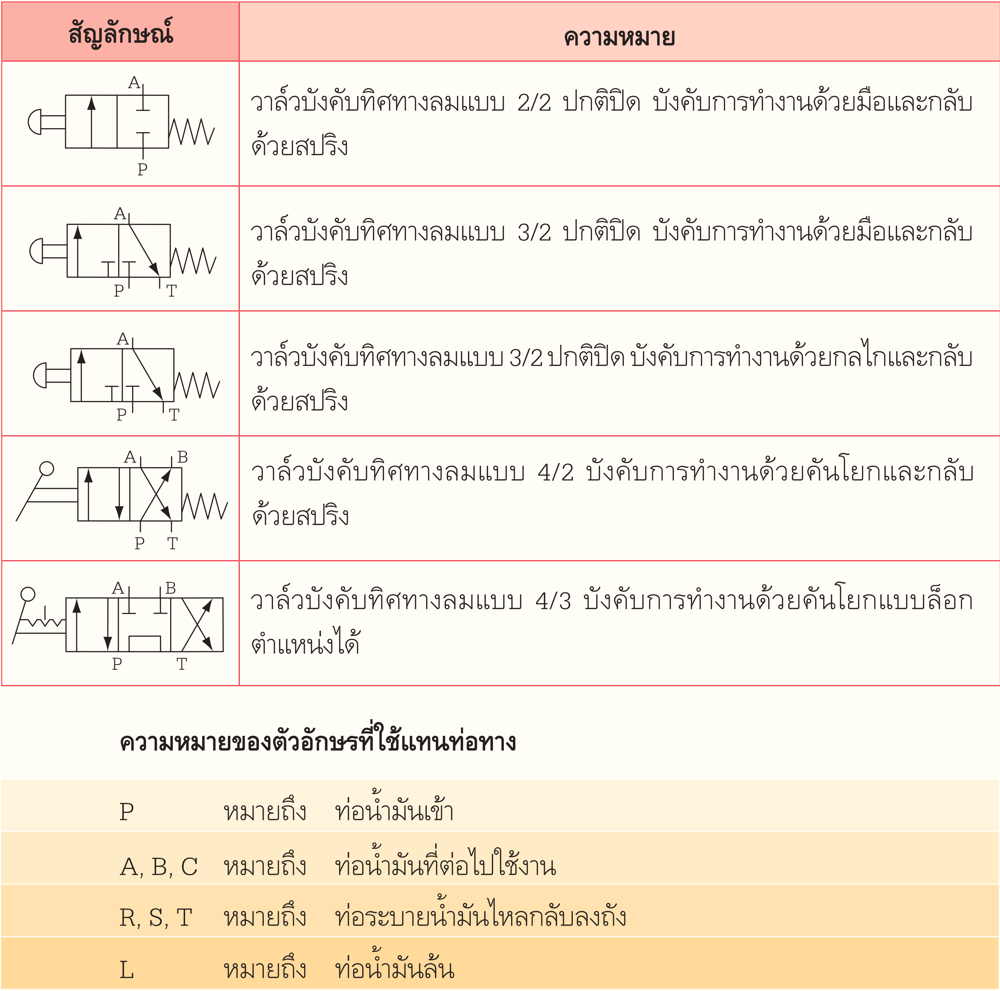 สัญลักษณ์ ความหมาย
A
P
วาล์วบังคับทิศทางลมแบบ 2/2 ปกติปิด บังคับการทำงานด้วยมือและกลับ
ด้วยสปริง
A
P T
วาล์วบังคับทิศทางลมแบบ 3/2 ปกติปิด บังคับการทำงานด้วยมือและกลับ
ด้วยสปริง
A
P T
วาล์วบังคับทิศทางลมแบบ 3/2 ปกติปิด บังคับการทำงานด้วยกลไกและกลับ
ด้วยสปริง
A B
P T
วาล์วบังคับทิศทางลมแบบ 4/2 บังคับการทำงานด้วยคันโยกและกลับ
ด้วยสปริง
A B
P T
วาล์วบังคับทิศทางลมแบบ 4/3 บังคับการทำงานด้วยคันโยกแบบล็อก
ตำแหน่งได้
ความหมายของตัวอักษรที่ใช้แทนท่อทาง
P หมายถึง ท่อน้ำมันเข้า
A, B, C หมายถึง ท่อน้ำมันที่ต่อไปใช้งาน
R, S, T หมายถึง ท่อระบายน้ำมันไหลกลับลงถัง
L หมายถึง ท่อน้ำมันล้น